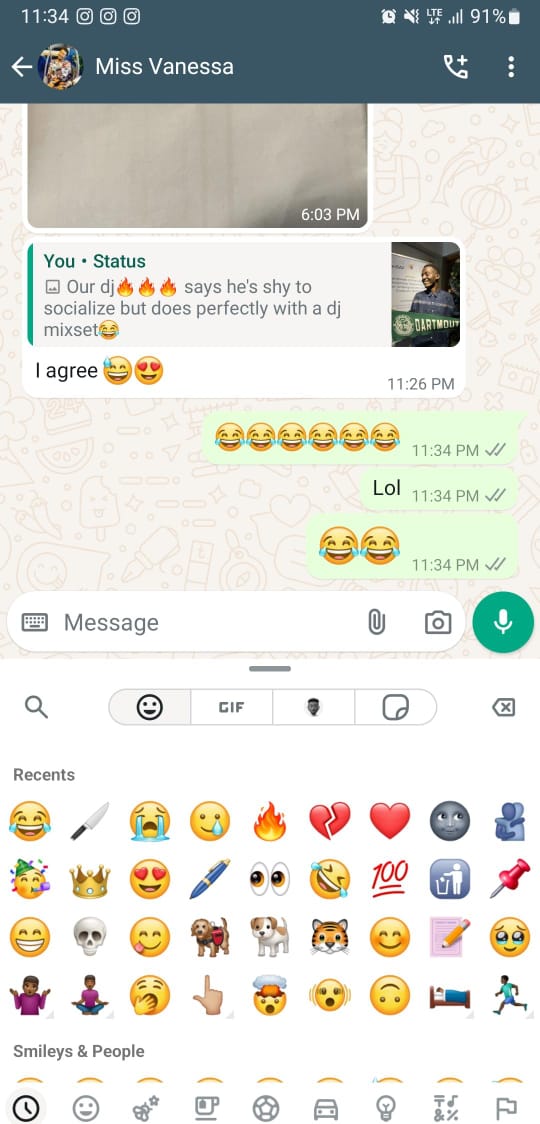 11:34 LTE 91%
Miss Vanessa
6:03 PM
You • Status
Our dj🔥🔥🔥 says he's shy to
socialize but does perfectly with a dj
mixset😂
DARTMOUT
I agree😅😍
11:26 PM
😂😂😂😂😂😂 11:34 PM
Lol 11:34 PM
😂😂 11:34 PM
Message
GIF
Recents
100
Smileys & People